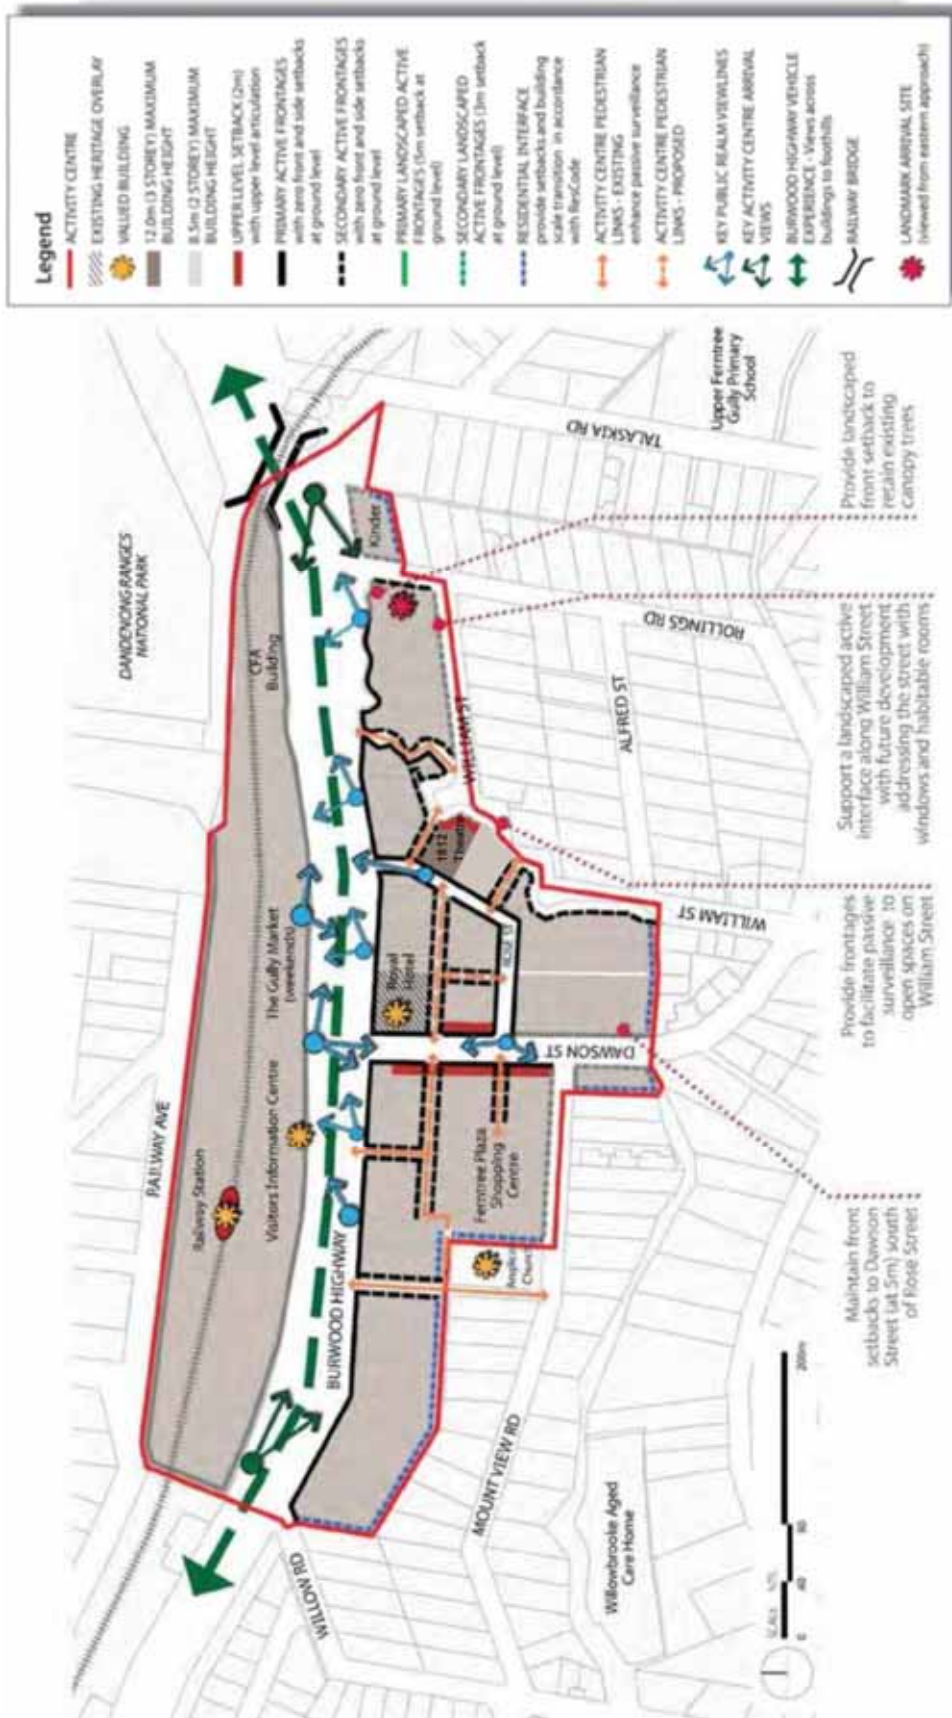 Legend
ACTIVITY CENTRE
EXISTING HERITAGE OVERLAY
VALUED BUILDING
12.0m (3 STOREY) MAXIMUM
BUILDING HEIGHT
8.5m (2 STOREY) MAXIMUM
BUILDING HEIGHT
UPPER LEVEL SETBACK (2m)
with upper level articulation
PRIMARY ACTIVE FRONTAGES
with zero front and side setbacks
at ground level
SECONDARY ACTIVE FRONTAGES
with zero front and side setbacks
at ground level
PRIMARY LANDSCAPED ACTIVE
FRONTAGES (5m setback at
ground level)
SECONDARY LANDSCAPED
ACTIVE FRONTAGES (3m setback
at ground level)
RESIDENTIAL INTERFACE
provide setbacks and building
scale transition in accordance
with ResCode
ACTIVITY CENTRE PEDESTRIAN
LINKS - EXISTING
enhance passive surveillance
ACTIVITY CENTRE PEDESTRIAN
LINKS - PROPOSED
KEY PUBLIC REALM VIEWLINES
KEY ACTIVITY CENTRE ARRIVAL
VIEWS
BURWOOD HIGHWAY VEHICLE
EXPERIENCE - Views across
buildings to foothills
RAILWAY BRIDGE
LANDMARK ARRIVAL SITE
(viewed from eastern approach)
DANDENONG RANGES
NATIONAL PARK
RAILWAY AVE
Railway Station
Visitors Information Centre
The Gully Market
(weekends)
CFA
Building
BURWOOD HIGHWAY
WILLOW RD
Royal
Hotel
1812
Theatre
Kinder
WILLIAM ST
ROSE ST
DAWSON ST
Ferntree Plaza
Shopping
Centre
Anglican
Church
WILLIAM ST
ALFRED ST
ROLLINGS RD
TALASKIA RD
Upper Ferntree
Gully Primary
School
MOUNT VIEW RD
Willowbrooke Aged
Care Home
SCALE
0
40
80
200m
Maintain front
setbacks to Dawson
Street (at 5m) south
of Rose Street
Provide frontages
to facilitate passive
surveillance to
open spaces on
William Street
Support a landscaped active
interface along William Street
with future development
addressing the street with
windows and habitable rooms
Provide landscaped
front setback to
retain existing
canopy trees